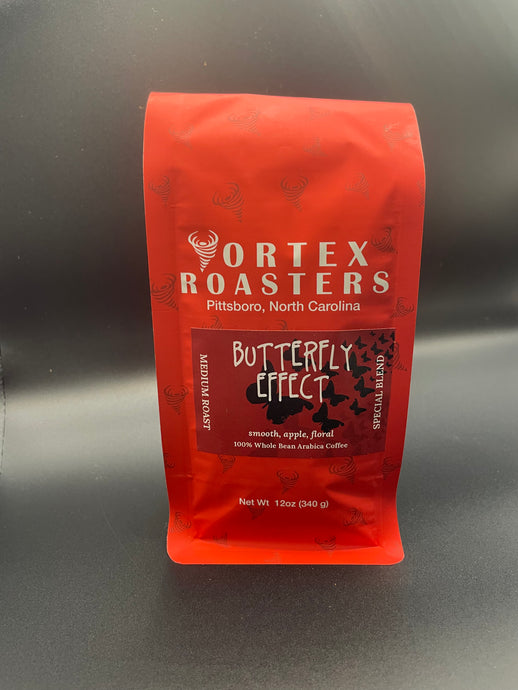 VORTEX
ROASTERS
Pittsboro, North Carolina
MEDIUM ROAST
BUTTERFLY
EFFECT
smooth, apple, floral
100% Whole Bean Arabica Coffee
SPECIAL BLEND
Net Wt 12oz (340 g)